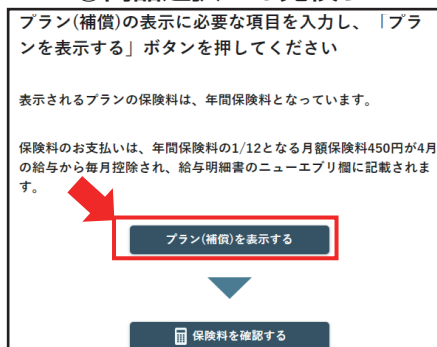 プラン(補償)の表示に必要な項目を入力し、「プラ
ンを表示する」ボタンを押してください
表示されるプランの保険料は、年間保険料となっています。
保険料のお支払いは、年間保険料の1/12となる月額保険料450円が4月
の給与から毎月控除され、給与明細書のニューエブリ欄に記載されま
す。
プラン(補償)を表示する
保険料を確認する